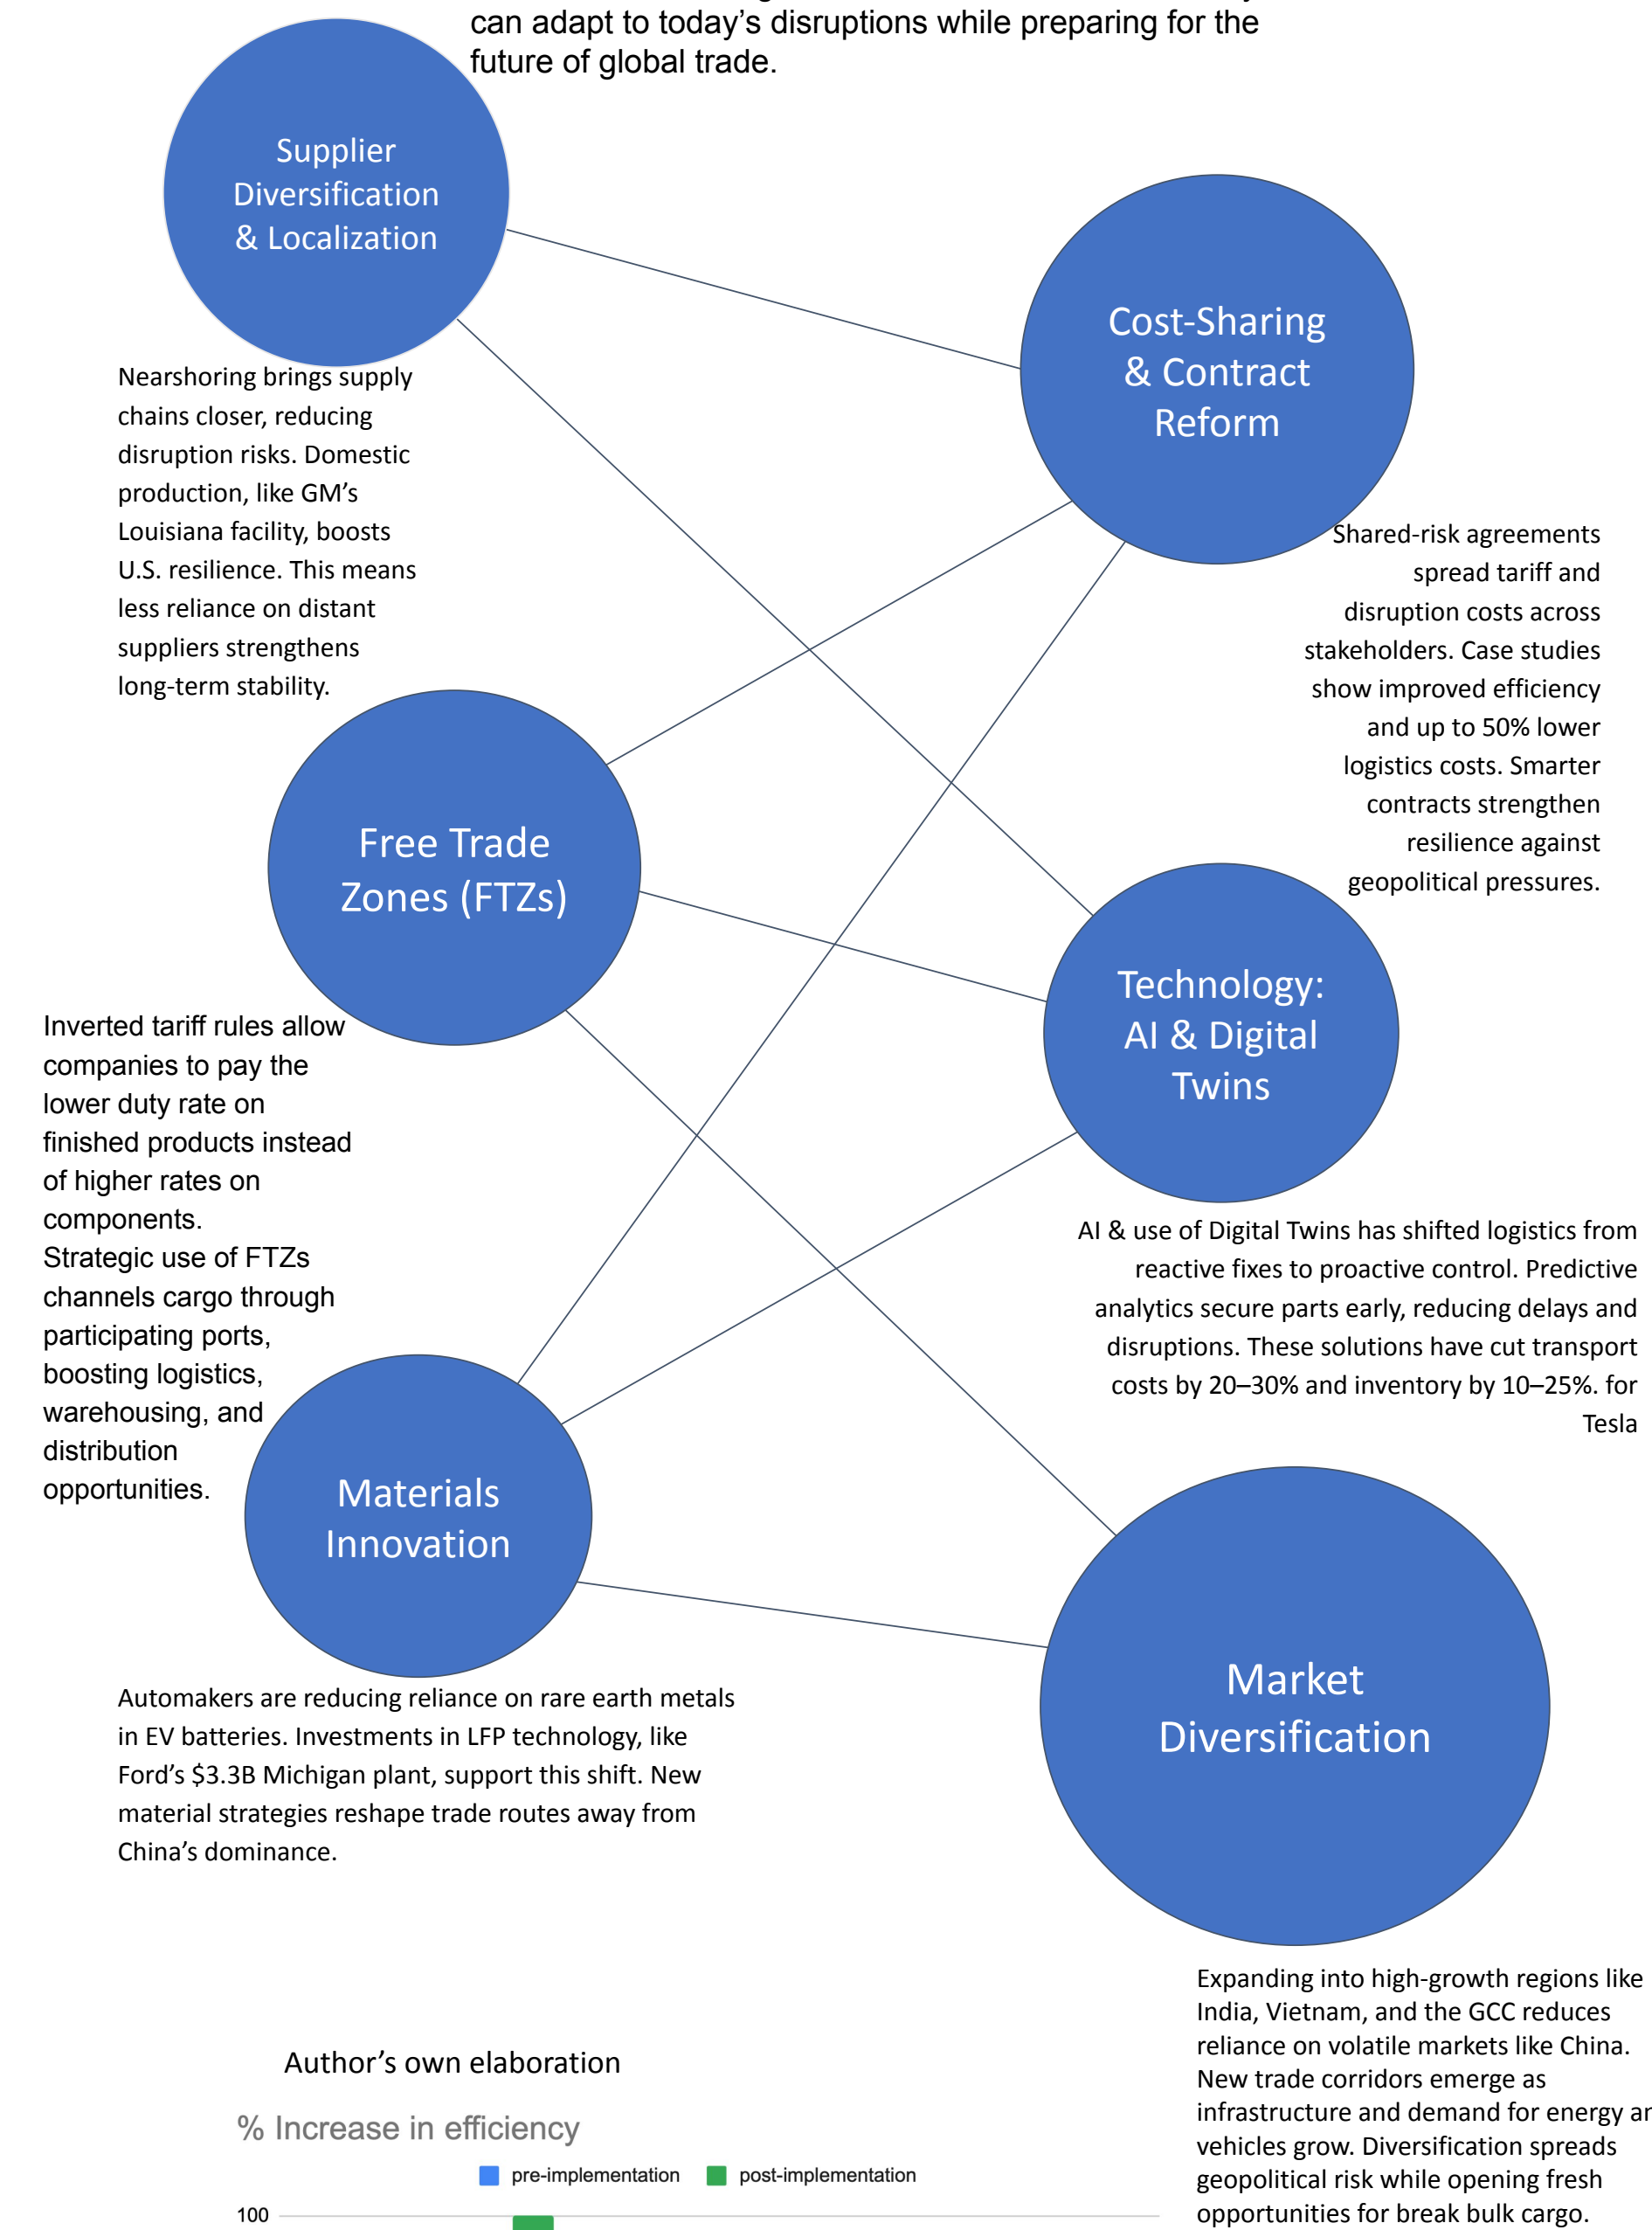 can adapt to today's disruptions while preparing for the
future of global trade.
Supplier
Diversification
& Localization
Nearshoring brings supply
chains closer, reducing
disruption risks. Domestic
production, like GM's
Louisiana facility, boosts
U.S. resilience. This means
less reliance on distant
suppliers strengthens
long-term stability.
Cost-Sharing
& Contract
Reform
Shared-risk agreements
spread tariff and
disruption costs across
stakeholders. Case studies
show improved efficiency
and up to 50% lower
logistics costs. Smarter
contracts strengthen
resilience against
geopolitical pressures.
Free Trade
Zones (FTZs)
Inverted tariff rules allow
companies to pay the
lower duty rate on
finished products instead
of higher rates on
components.
Strategic use of FTZs
channels cargo through
participating ports,
boosting logistics,
warehousing, and
distribution
opportunities.
Technology:
AI & Digital
Twins
AI & use of Digital Twins has shifted logistics from
reactive fixes to proactive control. Predictive
analytics secure parts early, reducing delays and
disruptions. These solutions have cut transport
costs by 20–30% and inventory by 10–25%. for
Tesla
Materials
Innovation
Automakers are reducing reliance on rare earth metals
in EV batteries. Investments in LFP technology, like
Ford's $3.3B Michigan plant, support this shift. New
material strategies reshape trade routes away from
China's dominance.
Market
Diversification
Expanding into high-growth regions like
India, Vietnam, and the GCC reduces
reliance on volatile markets like China.
New trade corridors emerge as
infrastructure and demand for energy
vehicles grow. Diversification spreads
geopolitical risk while opening fresh
opportunities for break bulk cargo.
Author's own elaboration
% Increase in efficiency
pre-implementation post-implementation
100